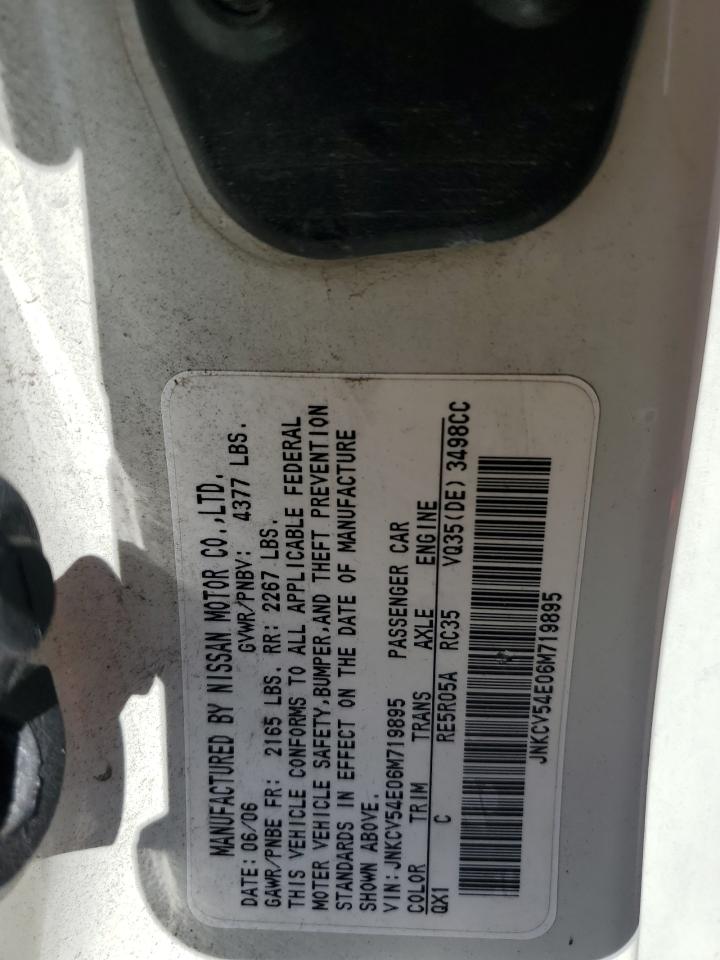 MANUFACTURED BY NISSAN MOTOR CO.,LTD.
DATE: 06/06 GVWR/PNBV: 4377 LBS.
GAWR/PNBE FR: 2165 LBS. RR: 2267 LBS.
THIS VEHICLE CONFORMS TO ALL APPLICABLE FEDERAL
MOTER VEHICLE SAFETY,BUMPER,AND THEFT PREVENTION
STANDARDS IN EFFECT ON THE DATE OF MANUFACTURE
SHOWN ABOVE.
VIN: JNKCV54E06M719895 PASSENGER CAR
COLOR TRIM TRANS AXLE ENGINE
QX1 C RE5R05A RC35 VQ35(DE) 3498CC
JNKCV54E06M719895